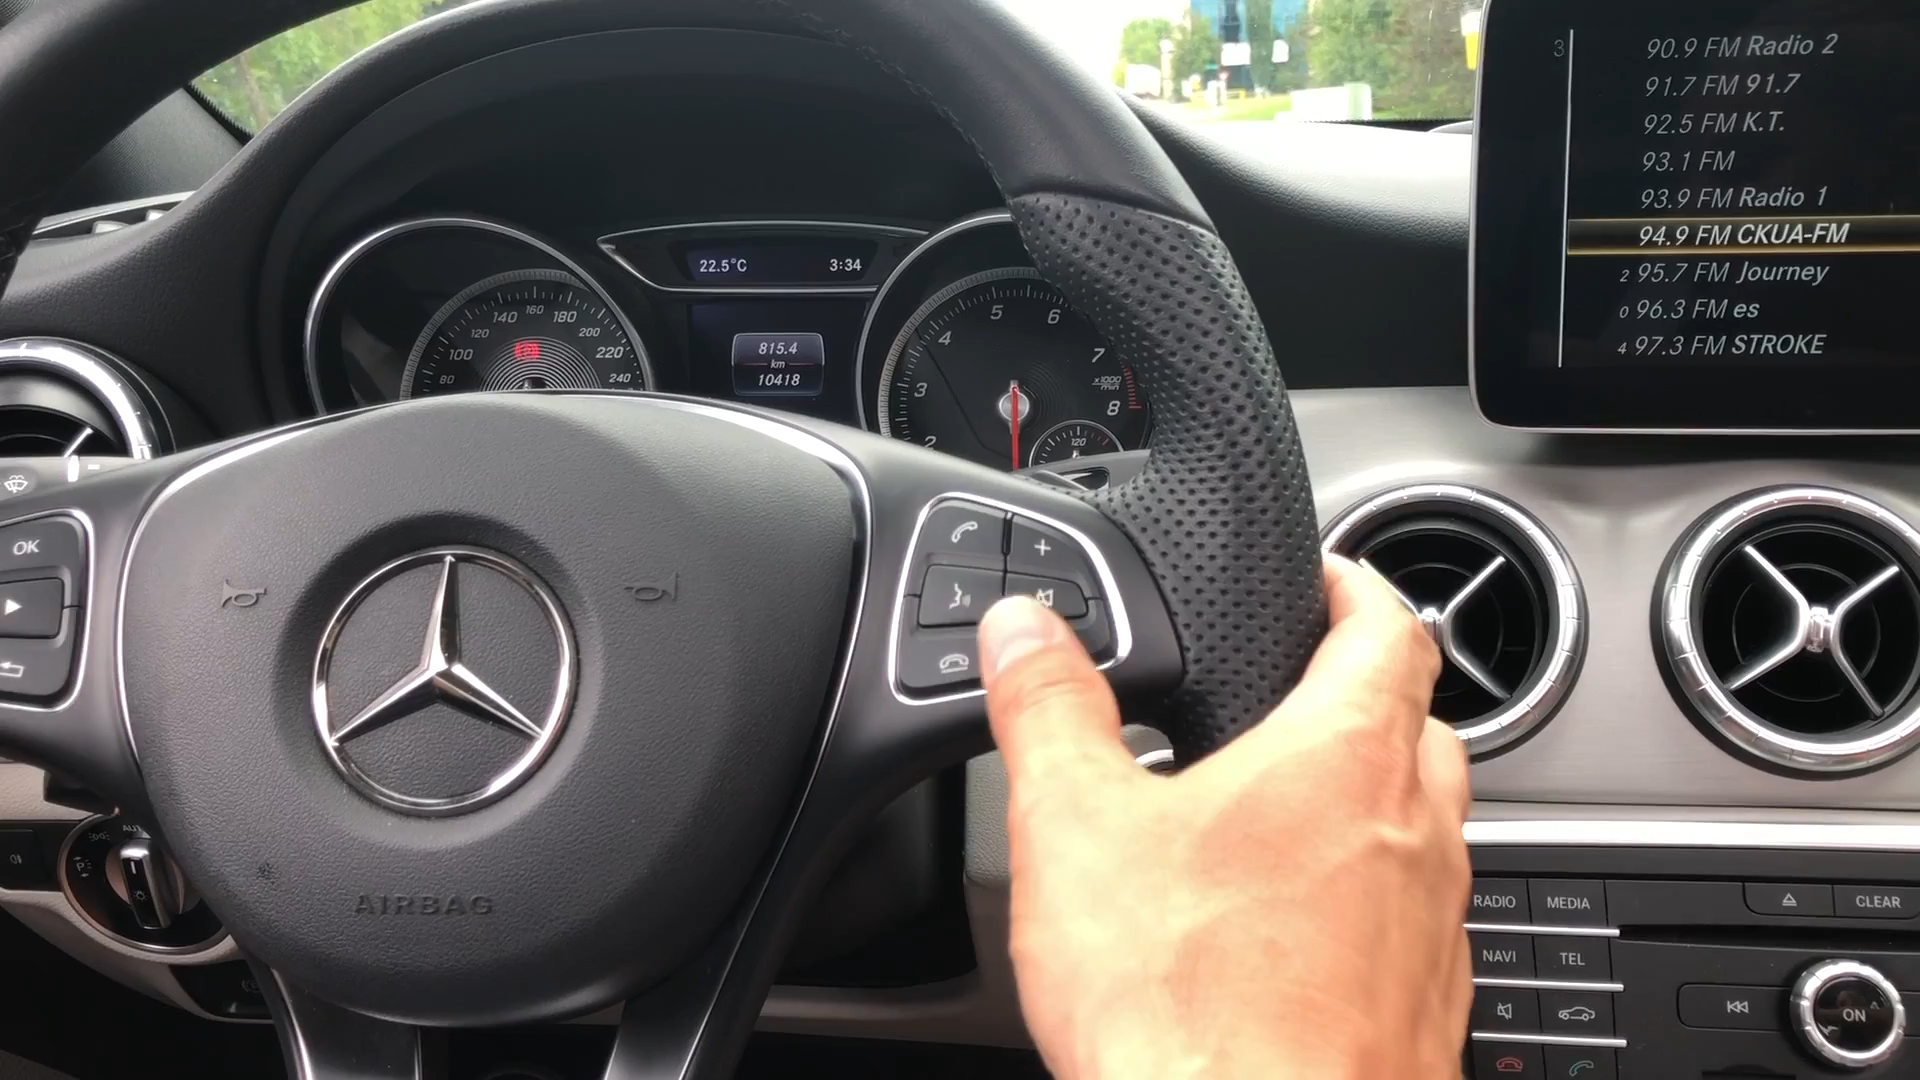 3
90.9 FM Radio 2
91.7 FM 91.7
92.5 FM K.T.
93.1 FM
93.9 FM Radio 1
94.9 FM CKUA-FM
2 95.7 FM Journey
0 96.3 FM es
4 97.3 FM STROKE
22.5°C 3:34
815.4
km
10418
80 100 120 140 160 180 200 220 240
2 3 4 5 6 7 8
x1000
120
OK
+
AIRBAG
RADIO MEDIA
CLEAR
NAVI TEL
ON